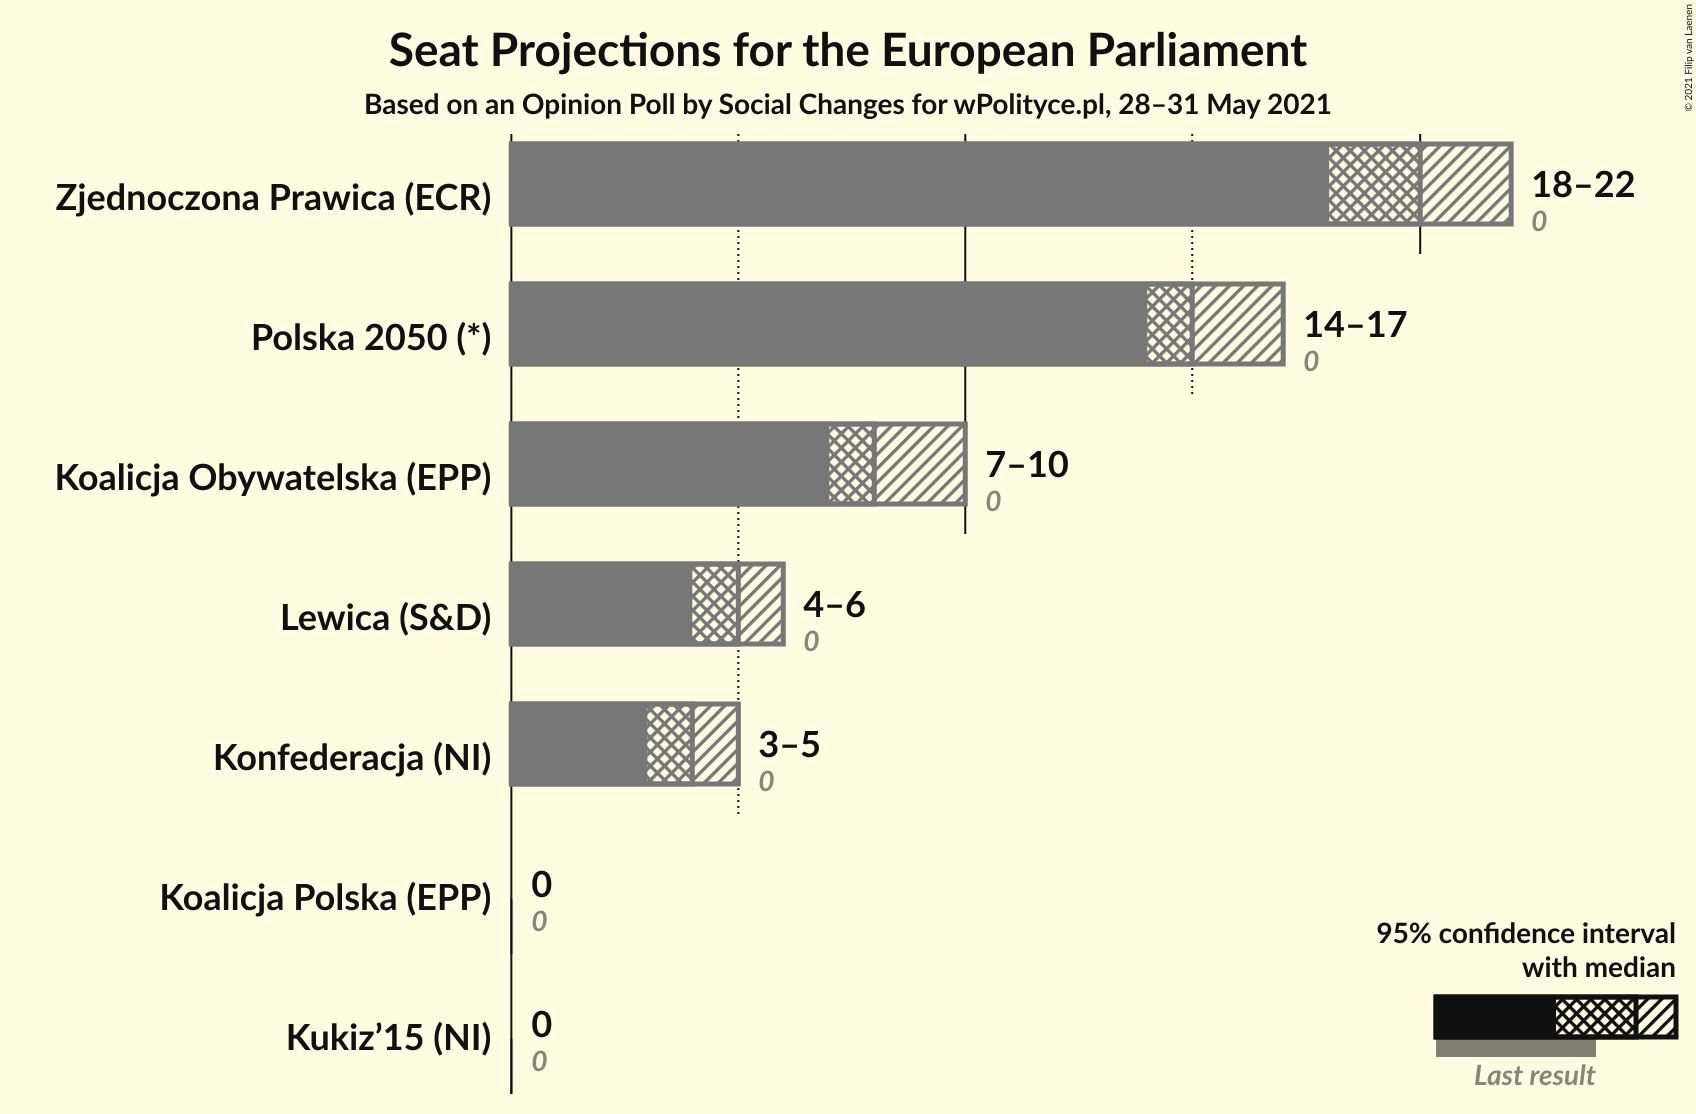 Seat Projections for the European Parliament
Based on an Opinion Poll by Social Changes for wPolityce.pl, 28–31 May 2021
© 2021 Filip van Laenen
Zjednoczona Prawica (ECR)
18–22
0
Polska 2050 (*)
14–17
0
Koalicja Obywatelska (EPP)
7–10
0
Lewica (S&D)
4–6
0
Konfederacja (NI)
3–5
0
Koalicja Polska (EPP)
0
0
Kukiz’15 (NI)
0
0
95% confidence interval
with median
Last result